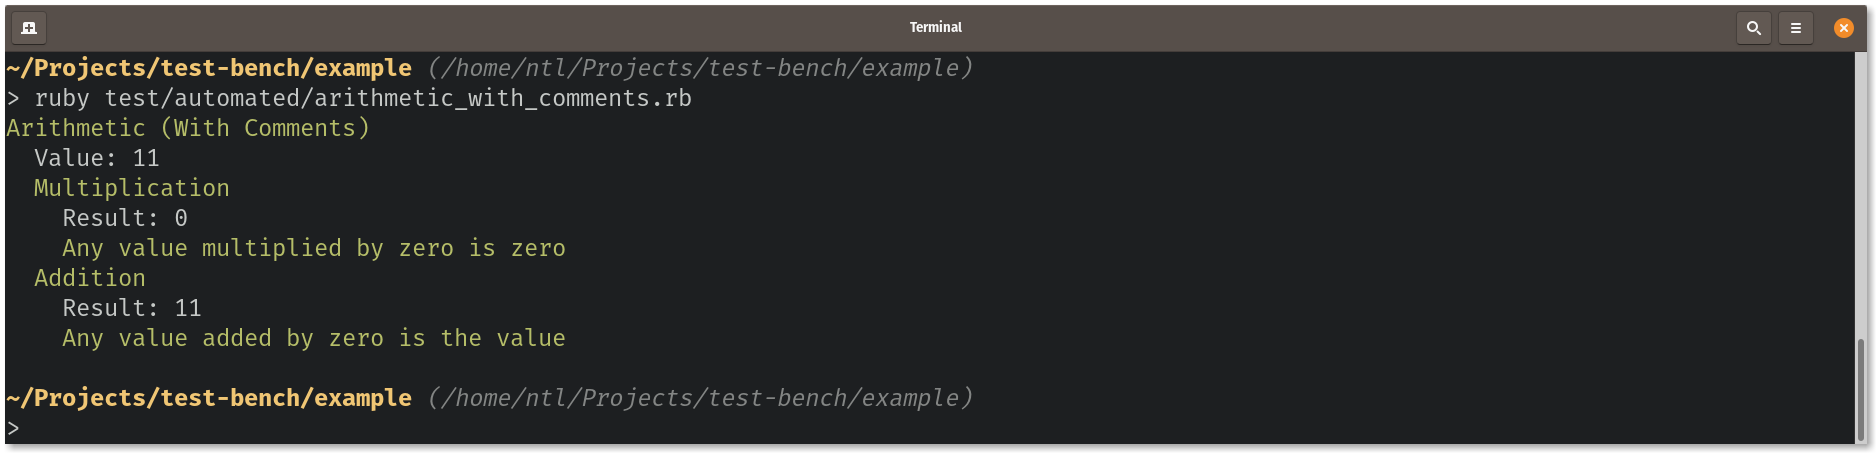 Terminal
~/Projects/test-bench/example (/home/ntl/Projects/test-bench/example)
> ruby test/automated/arithmetic_with_comments.rb
Arithmetic (With Comments)
  Value: 11
  Multiplication
    Result: 0
    Any value multiplied by zero is zero
  Addition
    Result: 11
    Any value added by zero is the value
~/Projects/test-bench/example (/home/ntl/Projects/test-bench/example)
>